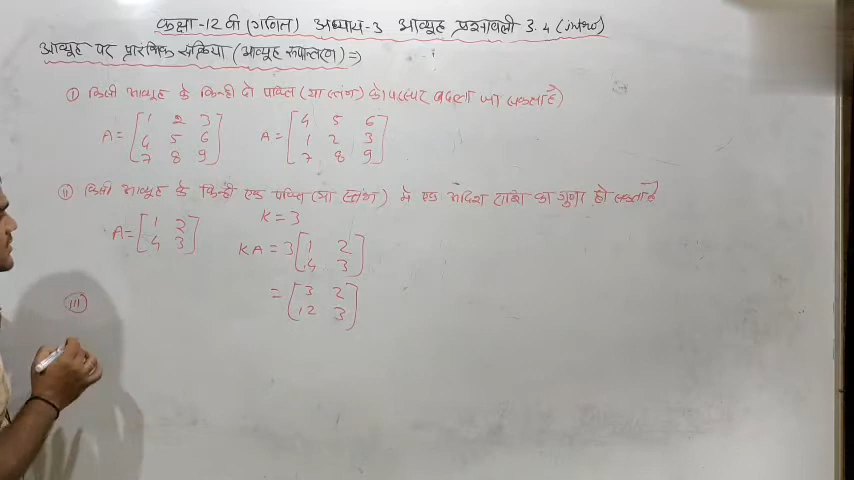 कक्षा-12 वी (गणित) अध्याय-3 आव्यूह प्रश्नावली 3.4 (Intro)
आव्यूह पर प्रारंभिक संक्रिया (आव्यूह रूपान्तरण) =>
(I) किसी आव्यूह के किन्ही दो पंक्ति (या स्तंभ) को परस्पर बदला जा सकता है)
A = [1 2 3 A = [4 5 6
4 5 6 1 2 3
7 8 9] 7 8 9]
(II) किसी आव्यूह के किन्ही एक पंक्ति (या स्तंभ) में एक अदिश राशि का गुणा हो सकता है
K = 3
A = [1 2
4 3]
KA = 3 [1 2
4 3]
= [3 2
12 3]
(III)